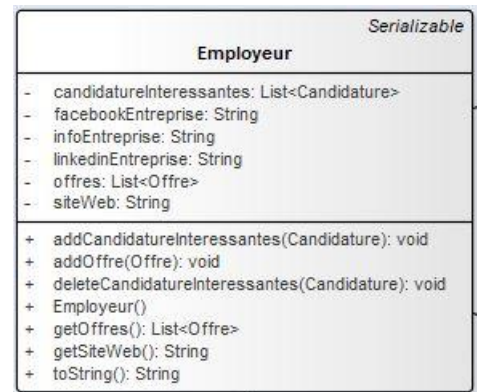 Serializable
Employeur
- candidatureInteressantes: List<Candidature>
- facebookEntreprise: String
- infoEntreprise: String
- linkedinEntreprise: String
- offres: List<Offre>
- siteWeb: String
+ addCandidatureInteressantes(Candidature): void
+ addOffre(Offre): void
+ deleteCandidatureInteressantes(Candidature): void
+ Employeur()
+ getOffres(): List<Offre>
+ getSiteWeb(): String
+ toString(): String